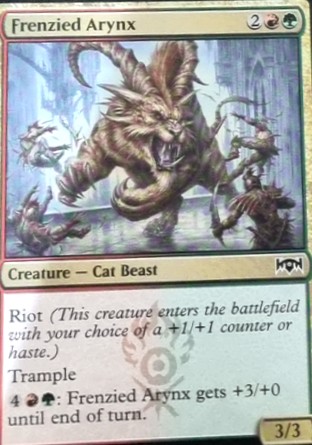 Frenzied Arynx 2
Creature — Cat Beast
Riot (This creature enters the battlefield
with your choice of a +1/+1 counter or
haste.)
Trample
4 : Frenzied Arynx gets +3/+0
until end of turn.
3/3